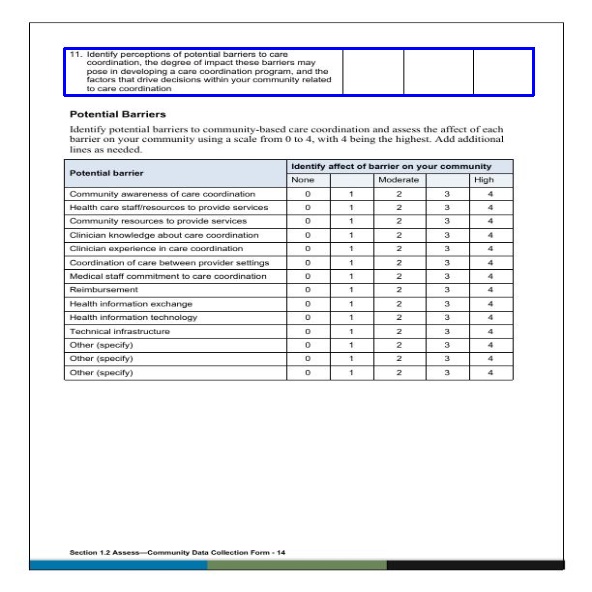 11. Identify perceptions of potential barriers to care
coordination, the degree of impact these barriers may
pose in developing a care coordination program, and the
factors that drive decisions within your community related
to care coordination
Potential Barriers
Identify potential barriers to community-based care coordination and assess the affect of each
barrier on your community using a scale from 0 to 4, with 4 being the highest. Add additional
lines as needed.
Potential barrier
Identify affect of barrier on your community
None Moderate High
Community awareness of care coordination 0 1 2 3 4
Health care staff/resources to provide services 0 1 2 3 4
Community resources to provide services 0 1 2 3 4
Clinician knowledge about care coordination 0 1 2 3 4
Clinician experience in care coordination 0 1 2 3 4
Coordination of care between provider settings 0 1 2 3 4
Medical staff commitment to care coordination 0 1 2 3 4
Reimbursement 0 1 2 3 4
Health information exchange 0 1 2 3 4
Health information technology 0 1 2 3 4
Technical infrastructure 0 1 2 3 4
Other (specify) 0 1 2 3 4
Other (specify) 0 1 2 3 4
Other (specify) 0 1 2 3 4
Section 1.2 Assess—Community Data Collection Form - 14